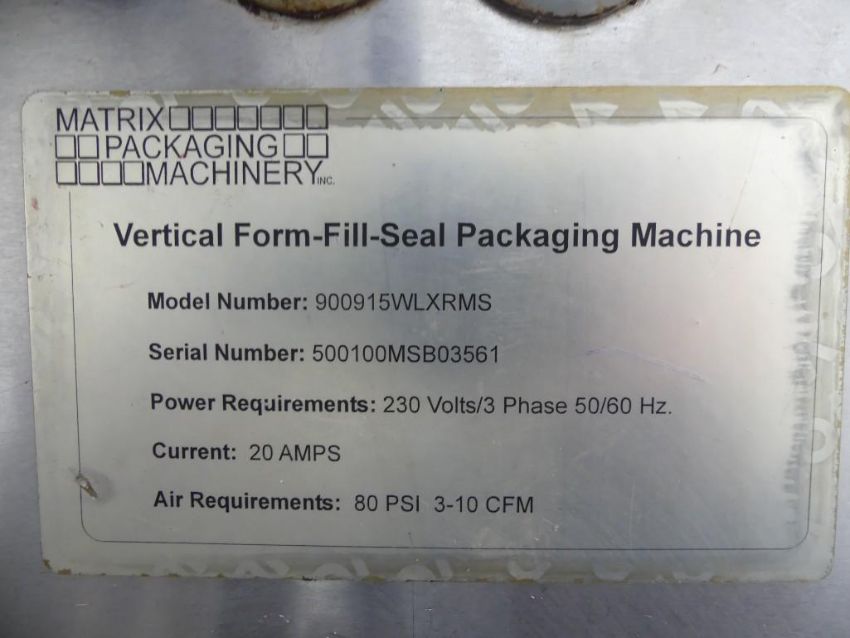 MATRIX
PACKAGING
MACHINERY INC.
Vertical Form-Fill-Seal Packaging Machine
Model Number: 900915WLXRMS
Serial Number: 500100MSB03561
Power Requirements: 230 Volts/3 Phase 50/60 Hz.
Current: 20 AMPS
Air Requirements: 80 PSI 3-10 CFM